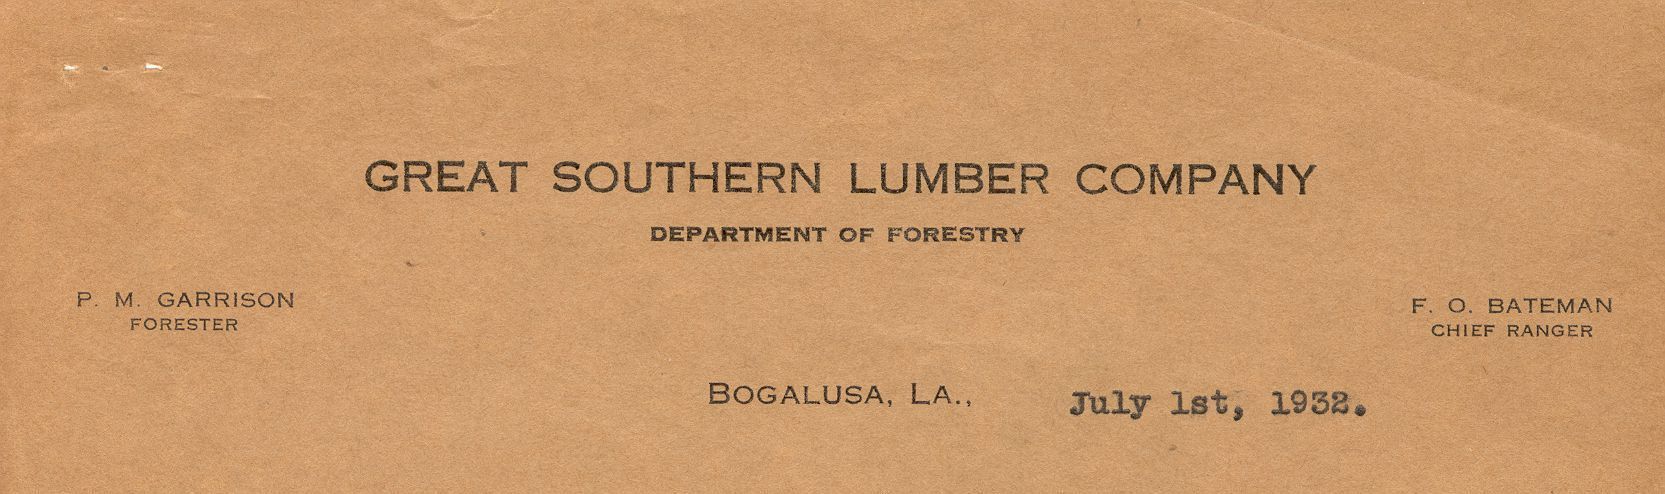 GREAT SOUTHERN LUMBER COMPANY
DEPARTMENT OF FORESTRY
P. M. GARRISON
FORESTER
F. O. BATEMAN
CHIEF RANGER
BOGALUSA, LA., July 1st, 1932.